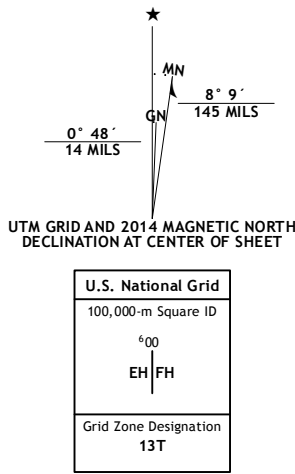 ★
MN
GN
8° 9´
145 MILS
0° 48´
14 MILS
UTM GRID AND 2014 MAGNETIC NORTH
DECLINATION AT CENTER OF SHEET
U.S. National Grid
100,000-m Square ID
⁶00
EH FH
Grid Zone Designation
13T